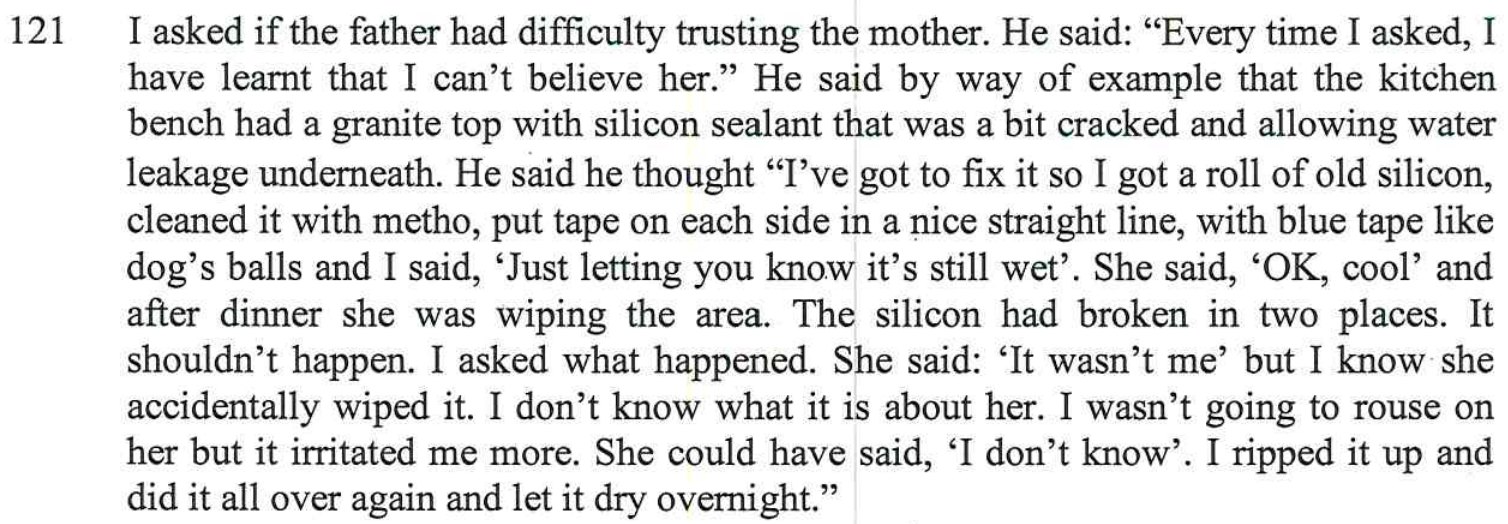 121 I asked if the father had difficulty trusting the mother. He said: “Every time I asked, I
have learnt that I can’t believe her.” He said by way of example that the kitchen
bench had a granite top with silicon sealant that was a bit cracked and allowing water
leakage underneath. He said he thought “I’ve got to fix it so I got a roll of old silicon,
cleaned it with metho, put tape on each side in a nice straight line, with blue tape like
dog’s balls and I said, ‘Just letting you know it’s still wet’. She said, ‘OK, cool’ and
after dinner she was wiping the area. The silicon had broken in two places. It
shouldn’t happen. I asked what happened. She said: ‘It wasn’t me’ but I know she
accidentally wiped it. I don’t know what it is about her. I wasn’t going to rouse on
her but it irritated me more. She could have said, ‘I don’t know’. I ripped it up and
did it all over again and let it dry overnight.”